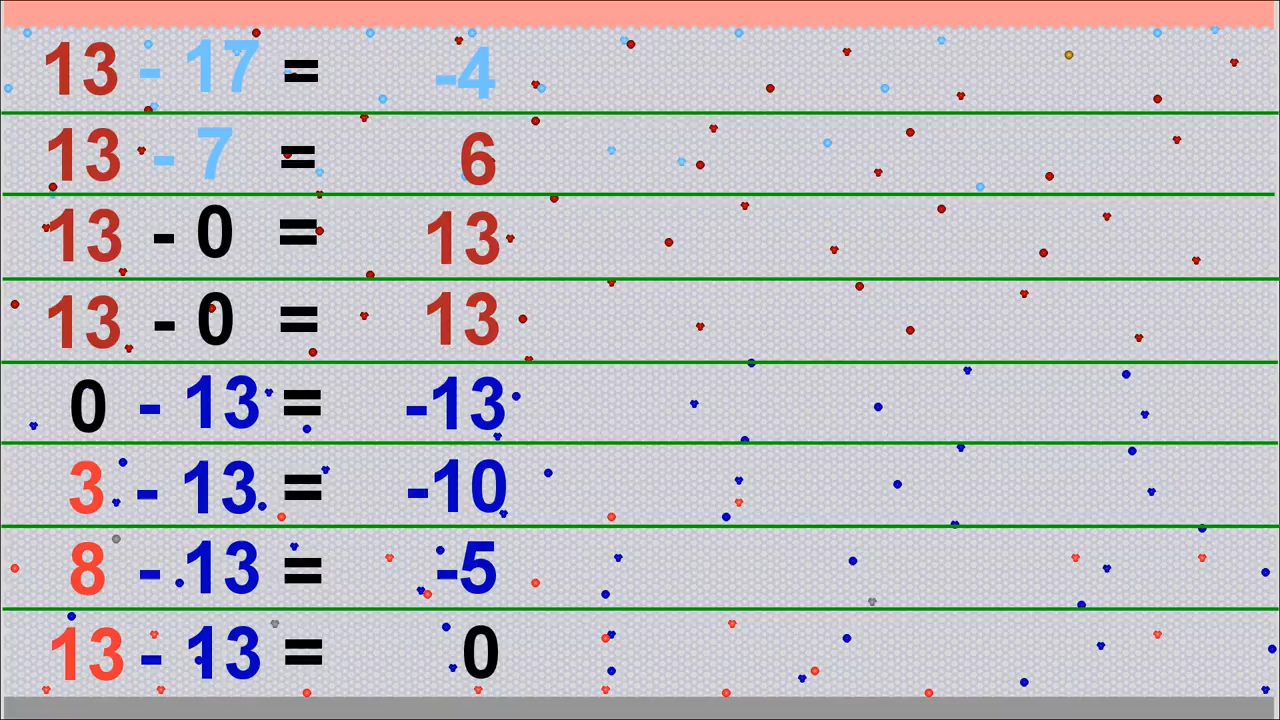 13 - 17 = -4
13 - 7 = 6
13 - 0 = 13
13 - 0 = 13
0 - 13 = -13
3 - 13 = -10
8 - 13 = -5
13 - 13 = 0